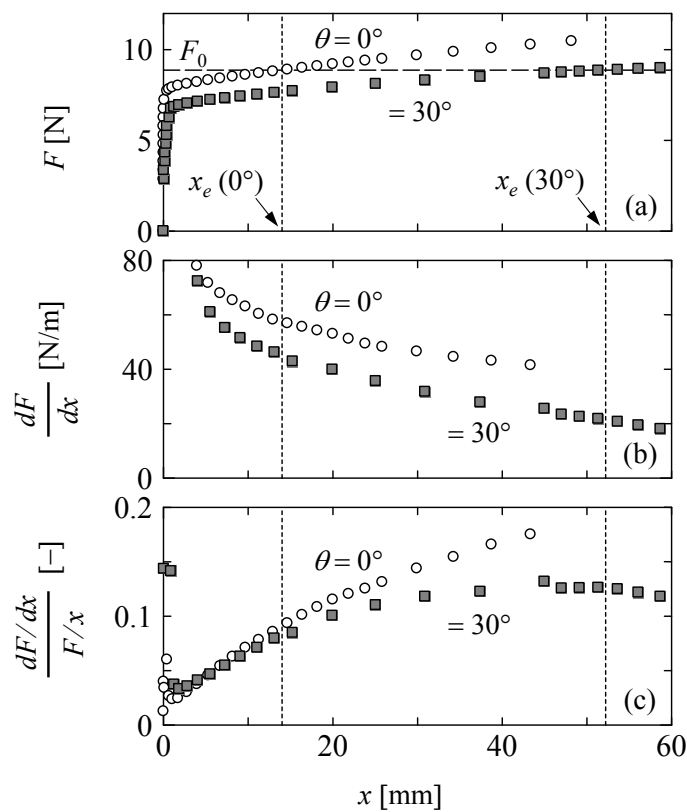 10
F₀
θ = 0°
= 30°
5
F [N]
xₑ (0°)
xₑ (30°)
0
(a)
80
θ = 0°
dF/dx [N/m]
40
= 30°
0
(b)
0.2
θ = 0°
dF/dx
F/x
[−]
0.1
= 30°
0
(c)
0 20 40 60
x [mm]